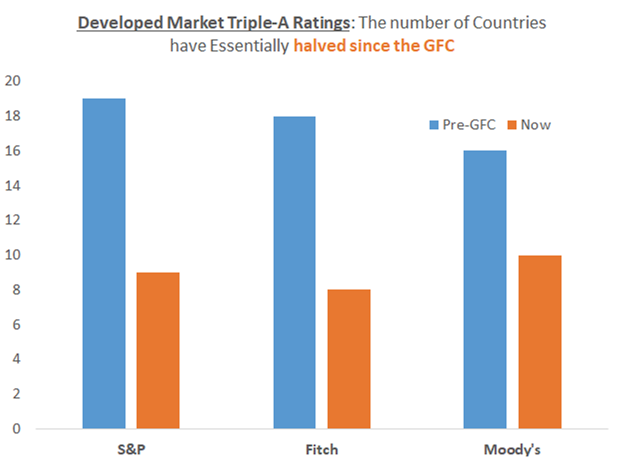 Developed Market Triple-A Ratings: The number of Countries
have Essentially halved since the GFC
20
18
16
14
12
10
8
6
4
2
0
Pre-GFC Now
S&P Fitch Moody's